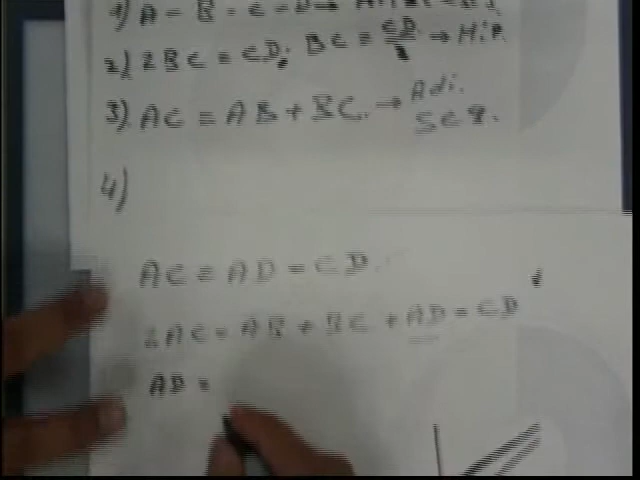 1) A - B - C - D →
2) 2BC = CD; BC = CD/2 → Hip.
3) AC = AB + BC. → Adi. Seg.
4)
AC = AD - CD.
2AC = AB + BC + AD - CD
AD =